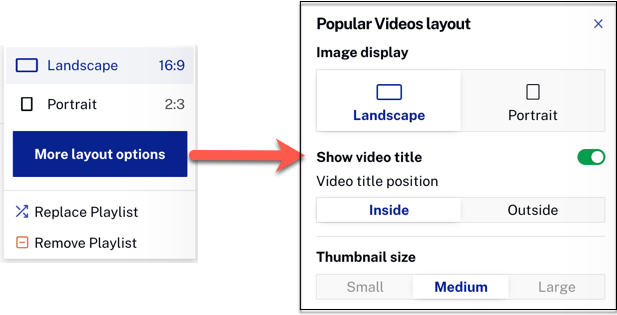 Landscape 16:9
Portrait 2:3
More layout options
Replace Playlist
Remove Playlist
Popular Videos layout
Image display
Landscape Portrait
Show video title
Video title position
Inside Outside
Thumbnail size
Small Medium Large